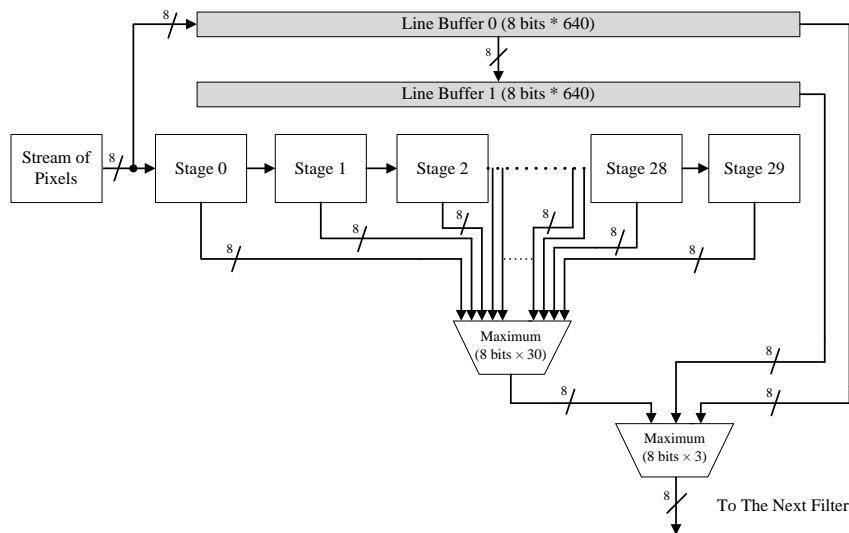 8
Line Buffer 0 (8 bits * 640)
8
Line Buffer 1 (8 bits * 640)
Stream of
Pixels
8
Stage 0
Stage 1
Stage 2
Stage 28
Stage 29
8
8
8
8
8
8
Maximum
(8 bits × 30)
8
8
8
Maximum
(8 bits × 3)
8
To The Next Filter